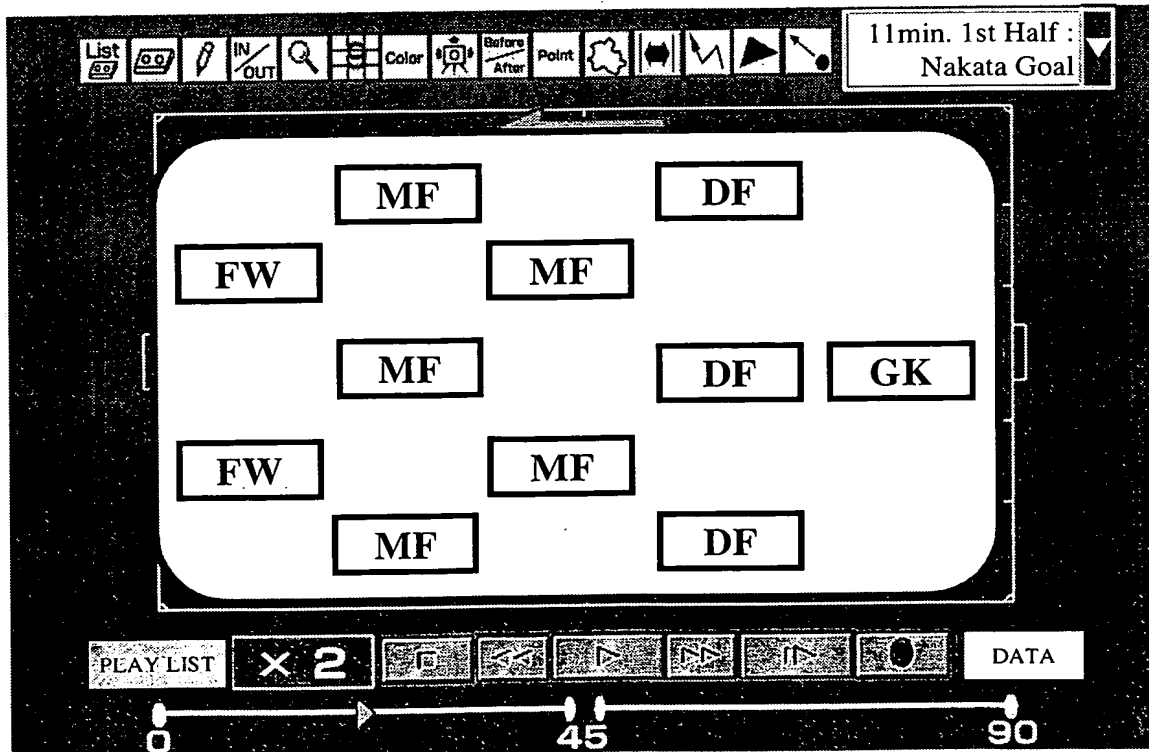 List
IN/OUT
Color
Before/After
Point
11min. 1st Half :
Nakata Goal
MF DF
FW MF
MF DF GK
FW MF
MF DF
PLAY LIST × 2 DATA
0 45 90